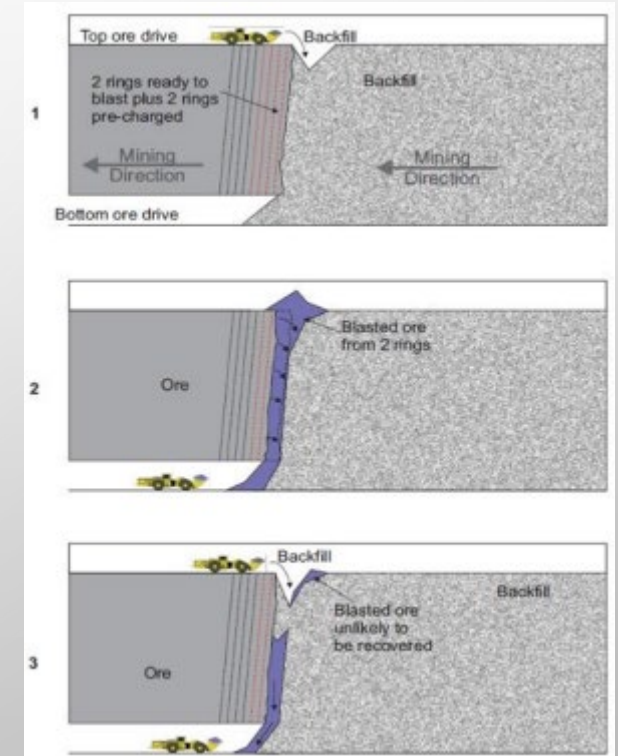 Top ore drive
Backfill
2 rings ready to
blast plus 2 rings
pre-charged
Backfill
1
Mining
Direction
Mining
Direction
Bottom ore drive
Blasted ore
from 2 rings
2
Ore
Backfill
Backfill
Blasted ore
unlikely to
be recovered
3
Ore